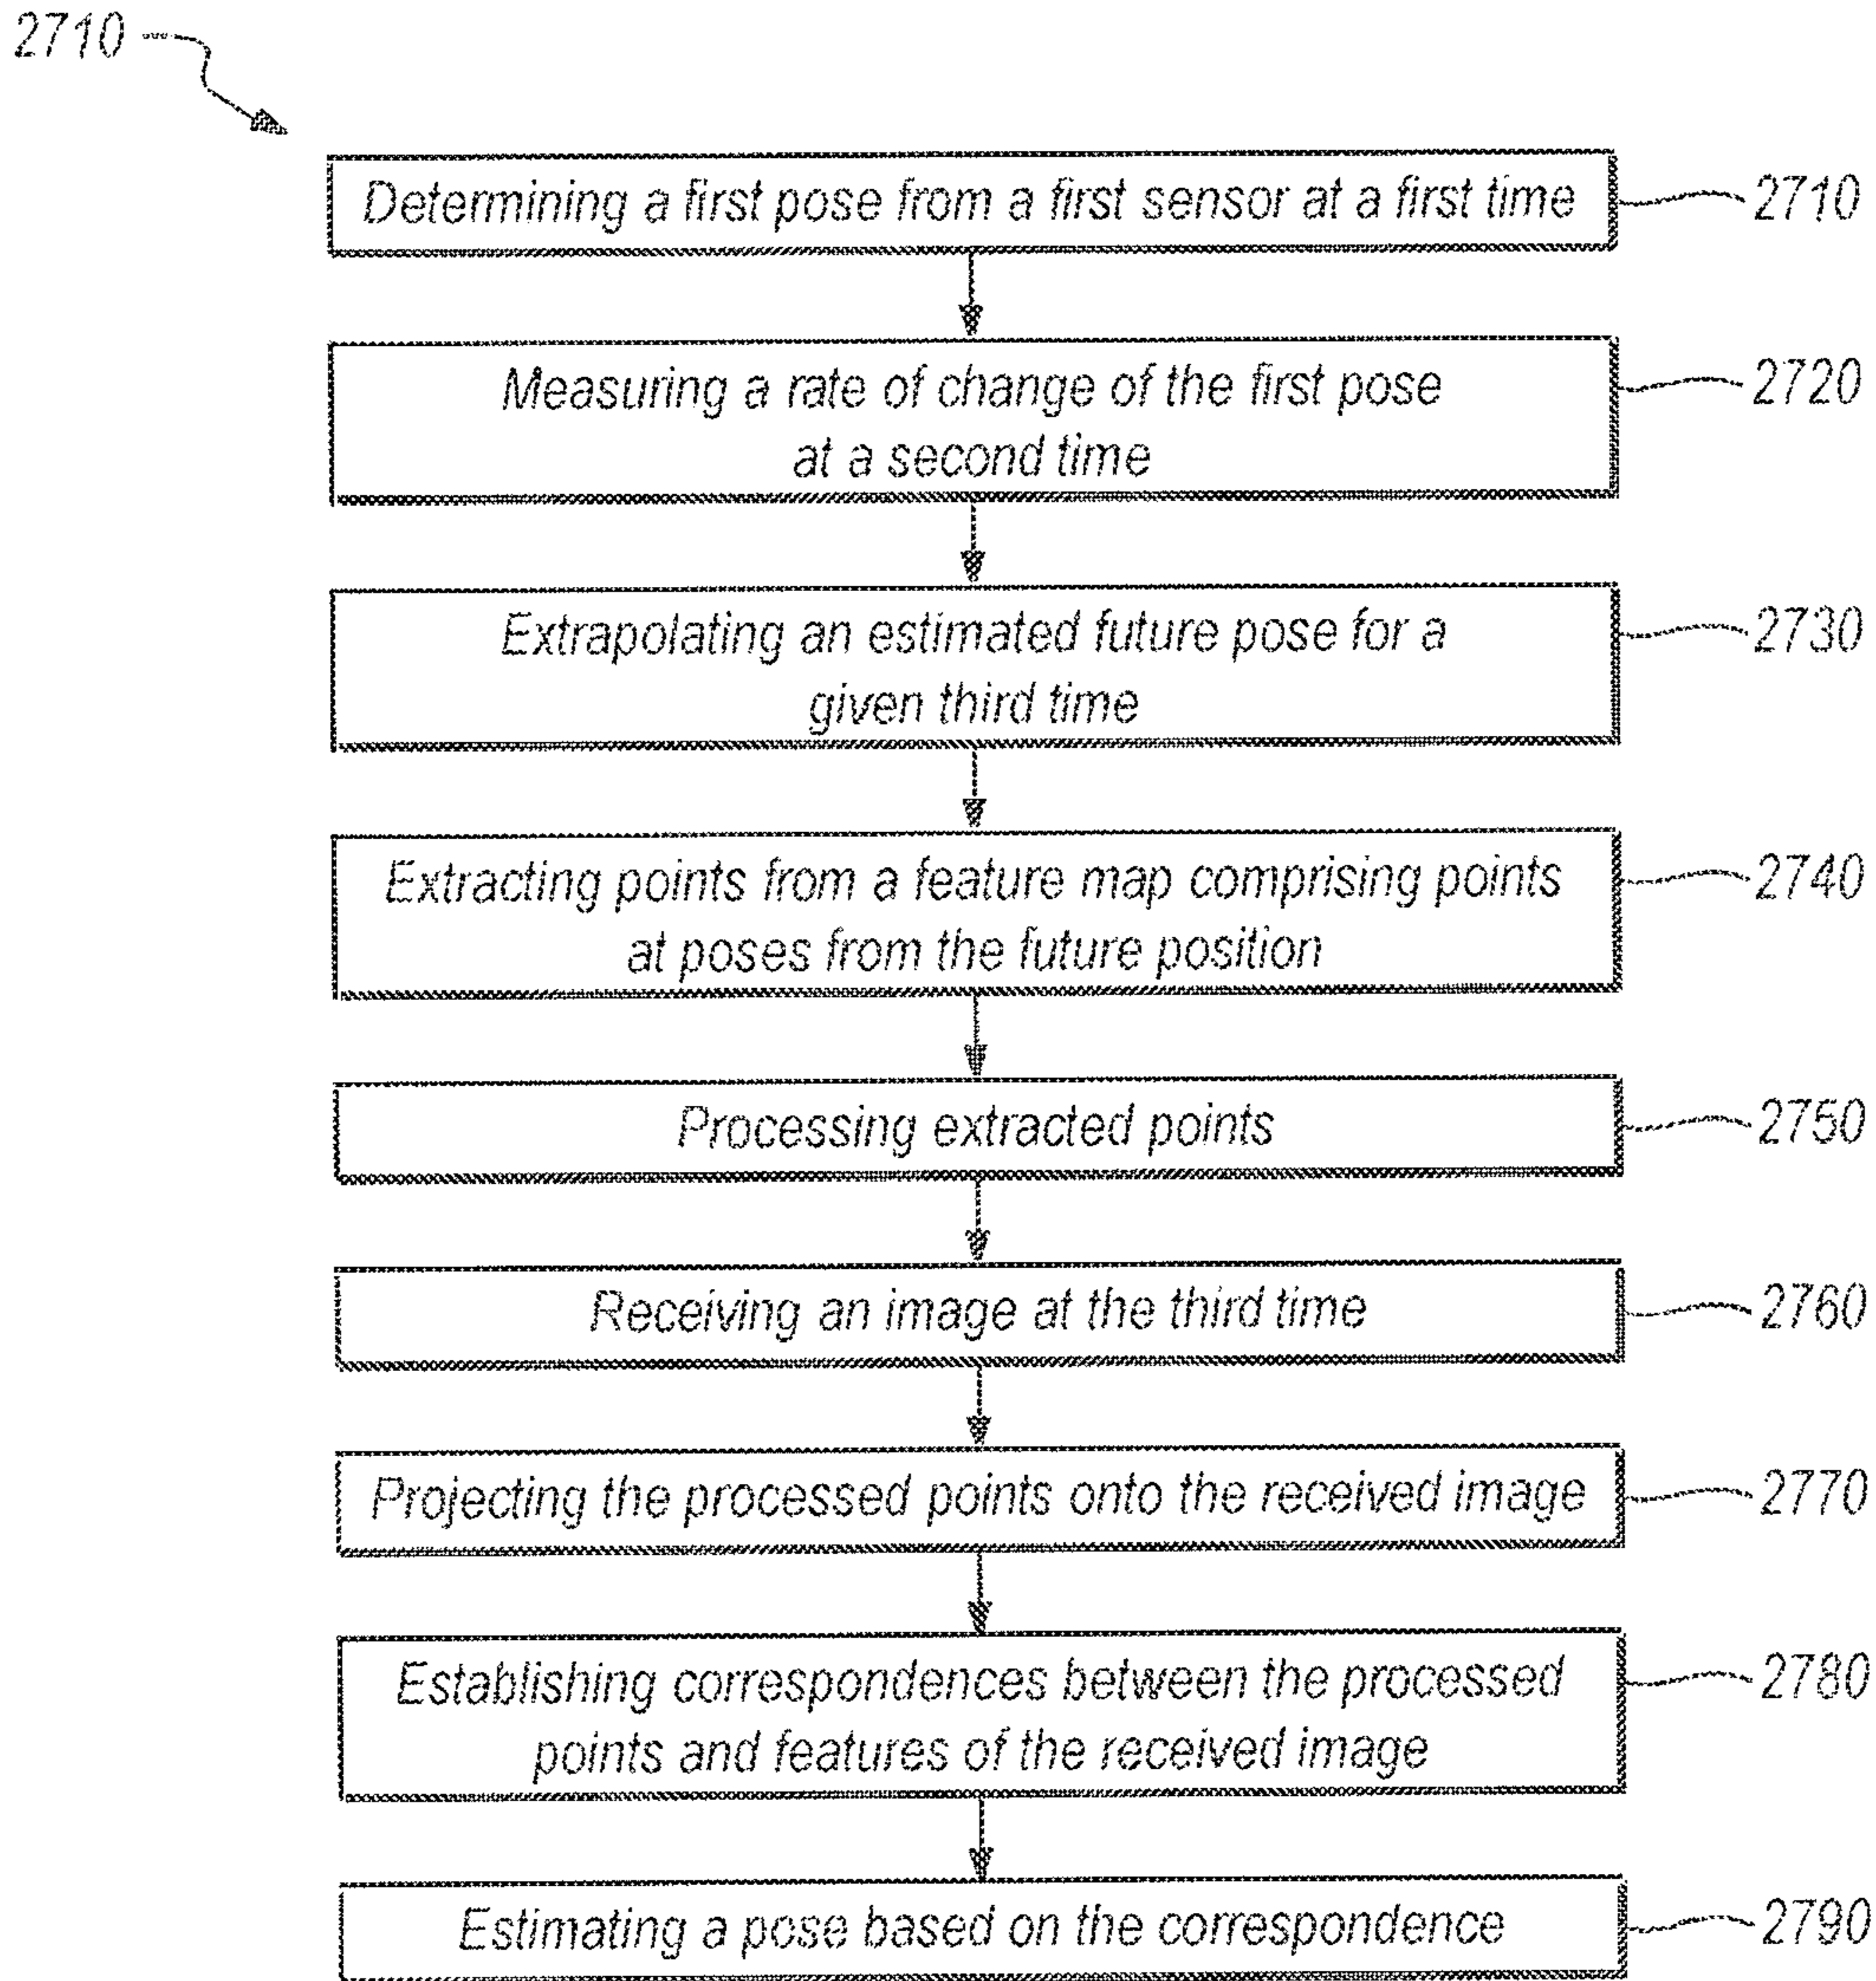 2710
Determining a first pose from a first sensor at a first time
2710
Measuring a rate of change of the first pose
at a second time
2720
Extrapolating an estimated future pose for a
given third time
2730
Extracting points from a feature map comprising points
at poses from the future position
2740
Processing extracted points
2750
Receiving an image at the third time
2760
Projecting the processed points onto the received image
2770
Establishing correspondences between the processed
points and features of the received image
2780
Estimating a pose based on the correspondence
2790